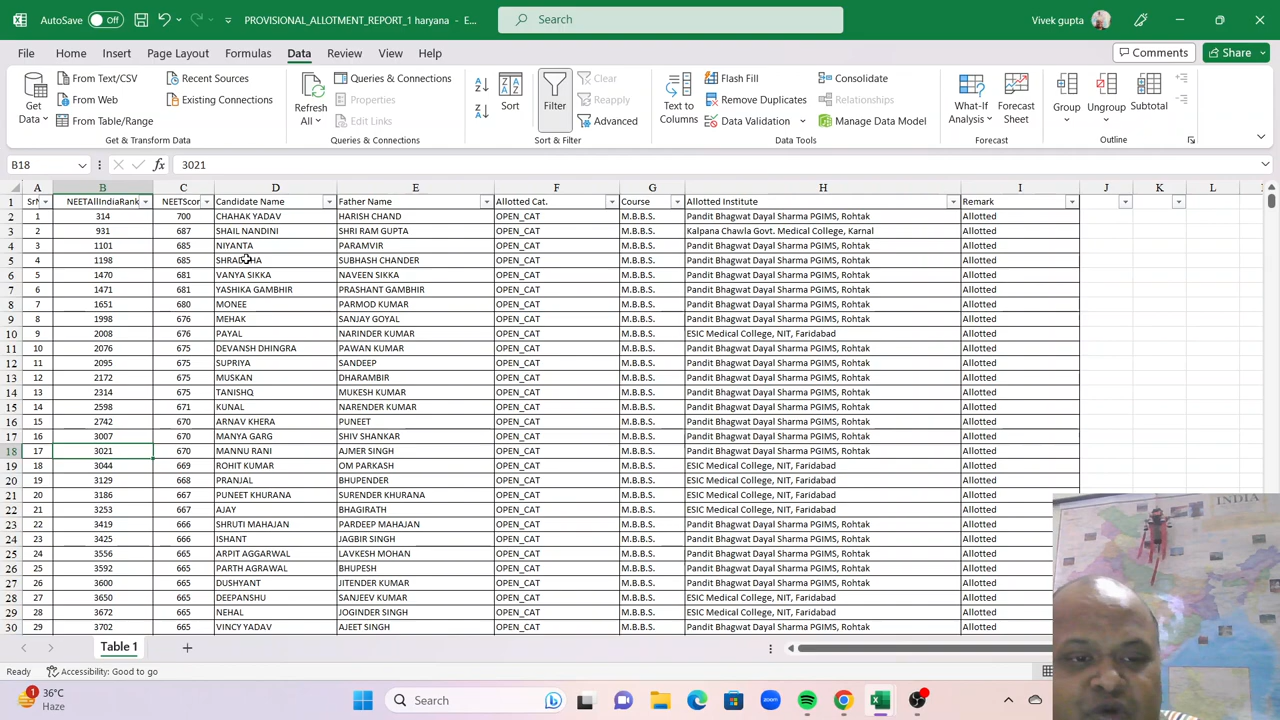 AutoSave Off PROVISIONAL_ALLOTMENT_REPORT_1 haryana - E... Search Vivek gupta
File Home Insert Page Layout Formulas Data Review View Help Comments Share
Get Data From Text/CSV From Web From Table/Range Recent Sources Existing Connections Get & Transform Data
Refresh All Queries & Connections Properties Edit Links Queries & Connections
Sort Filter Clear Reapply Advanced Sort & Filter
Text to Columns Flash Fill Remove Duplicates Data Validation Consolidate Relationships Manage Data Model Data Tools
What-If Analysis Forecast Sheet Forecast
Group Ungroup Subtotal Outline
B18 fx 3021
A B C D E F G H I J K L
1 SrN NEETAllIndiaRank NEETScor Candidate Name Father Name Allotted Cat. Course Allotted Institute Remark
2 1 314 700 CHAHAK YADAV HARISH CHAND OPEN_CAT M.B.B.S. Pandit Bhagwat Dayal Sharma PGIMS, Rohtak Allotted
3 2 931 687 SHAIL NANDINI SHRI RAM GUPTA OPEN_CAT M.B.B.S. Kalpana Chawla Govt. Medical College, Karnal Allotted
4 3 1101 685 NIYANTA PARAMVIR OPEN_CAT M.B.B.S. Pandit Bhagwat Dayal Sharma PGIMS, Rohtak Allotted
5 4 1198 685 SHRADDHA SUBHASH CHANDER OPEN_CAT M.B.B.S. Pandit Bhagwat Dayal Sharma PGIMS, Rohtak Allotted
6 5 1470 681 VANYA SIKKA NAVEEN SIKKA OPEN_CAT M.B.B.S. Pandit Bhagwat Dayal Sharma PGIMS, Rohtak Allotted
7 6 1471 681 YASHIKA GAMBHIR PRASHANT GAMBHIR OPEN_CAT M.B.B.S. Pandit Bhagwat Dayal Sharma PGIMS, Rohtak Allotted
8 7 1651 680 MONEE PARMOD KUMAR OPEN_CAT M.B.B.S. Pandit Bhagwat Dayal Sharma PGIMS, Rohtak Allotted
9 8 1998 676 MEHAK SANJAY GOYAL OPEN_CAT M.B.B.S. Pandit Bhagwat Dayal Sharma PGIMS, Rohtak Allotted
10 9 2008 676 PAYAL NARINDER KUMAR OPEN_CAT M.B.B.S. ESIC Medical College, NIT, Faridabad Allotted
11 10 2076 675 DEVANSH DHINGRA PAWAN KUMAR OPEN_CAT M.B.B.S. Pandit Bhagwat Dayal Sharma PGIMS, Rohtak Allotted
12 11 2095 675 SUPRIYA SANDEEP OPEN_CAT M.B.B.S. Pandit Bhagwat Dayal Sharma PGIMS, Rohtak Allotted
13 12 2172 675 MUSKAN DHARAMBIR OPEN_CAT M.B.B.S. Pandit Bhagwat Dayal Sharma PGIMS, Rohtak Allotted
14 13 2314 675 TANISHQ MUKESH KUMAR OPEN_CAT M.B.B.S. Pandit Bhagwat Dayal Sharma PGIMS, Rohtak Allotted
15 14 2598 671 KUNAL NARENDER KUMAR OPEN_CAT M.B.B.S. Pandit Bhagwat Dayal Sharma PGIMS, Rohtak Allotted
16 15 2742 670 ARNAV KHERA PUNEET OPEN_CAT M.B.B.S. Pandit Bhagwat Dayal Sharma PGIMS, Rohtak Allotted
17 16 3007 670 MANYA GARG SHIV SHANKAR OPEN_CAT M.B.B.S. Pandit Bhagwat Dayal Sharma PGIMS, Rohtak Allotted
18 17 3021 670 MANNU RANI AJMER SINGH OPEN_CAT M.B.B.S. Pandit Bhagwat Dayal Sharma PGIMS, Rohtak Allotted
19 18 3044 669 ROHIT KUMAR OM PARKASH OPEN_CAT M.B.B.S. ESIC Medical College, NIT, Faridabad Allotted
20 19 3129 668 PRANJAL BHUPENDER OPEN_CAT M.B.B.S. ESIC Medical College, NIT, Faridabad Allotted
21 20 3186 668 PUNEET KHURANA SURENDER KHURANA OPEN_CAT M.B.B.S. ESIC Medical College, NIT, Faridabad Allotted
22 21 3253 667 AJAY BHAGIRATH OPEN_CAT M.B.B.S. ESIC Medical College, NIT, Faridabad Allotted
23 22 3419 666 SHRUTI MAHAJAN PARDEEP MAHAJAN OPEN_CAT M.B.B.S. Pandit Bhagwat Dayal Sharma PGIMS, Rohtak Allotted
24 23 3425 666 ISHANT JAGBIR SINGH OPEN_CAT M.B.B.S. ESIC Medical College, NIT, Faridabad Allotted
25 24 3556 665 ARPIT AGGARWAL LAVKESH MOHAN OPEN_CAT M.B.B.S. Pandit Bhagwat Dayal Sharma PGIMS, Rohtak Allotted
26 25 3592 665 PARTH AGRAWAL BHUPESH OPEN_CAT M.B.B.S. Pandit Bhagwat Dayal Sharma PGIMS, Rohtak Allotted
27 26 3600 665 DUSHYANT JITENDER KUMAR OPEN_CAT M.B.B.S. Pandit Bhagwat Dayal Sharma PGIMS, Rohtak Allotted
28 27 3650 665 DEEPANSHU SANJEEV KUMAR OPEN_CAT M.B.B.S. ESIC Medical College, NIT, Faridabad Allotted
29 28 3672 665 NEHAL JOGINDER SINGH OPEN_CAT M.B.B.S. ESIC Medical College, NIT, Faridabad Allotted
30 29 3702 665 VINCY YADAV AJEET SINGH OPEN_CAT M.B.B.S. Pandit Bhagwat Dayal Sharma PGIMS, Rohtak Allotted
INDIA
Table 1
Ready Accessibility: Good to go
1 36°C Haze Search zoom